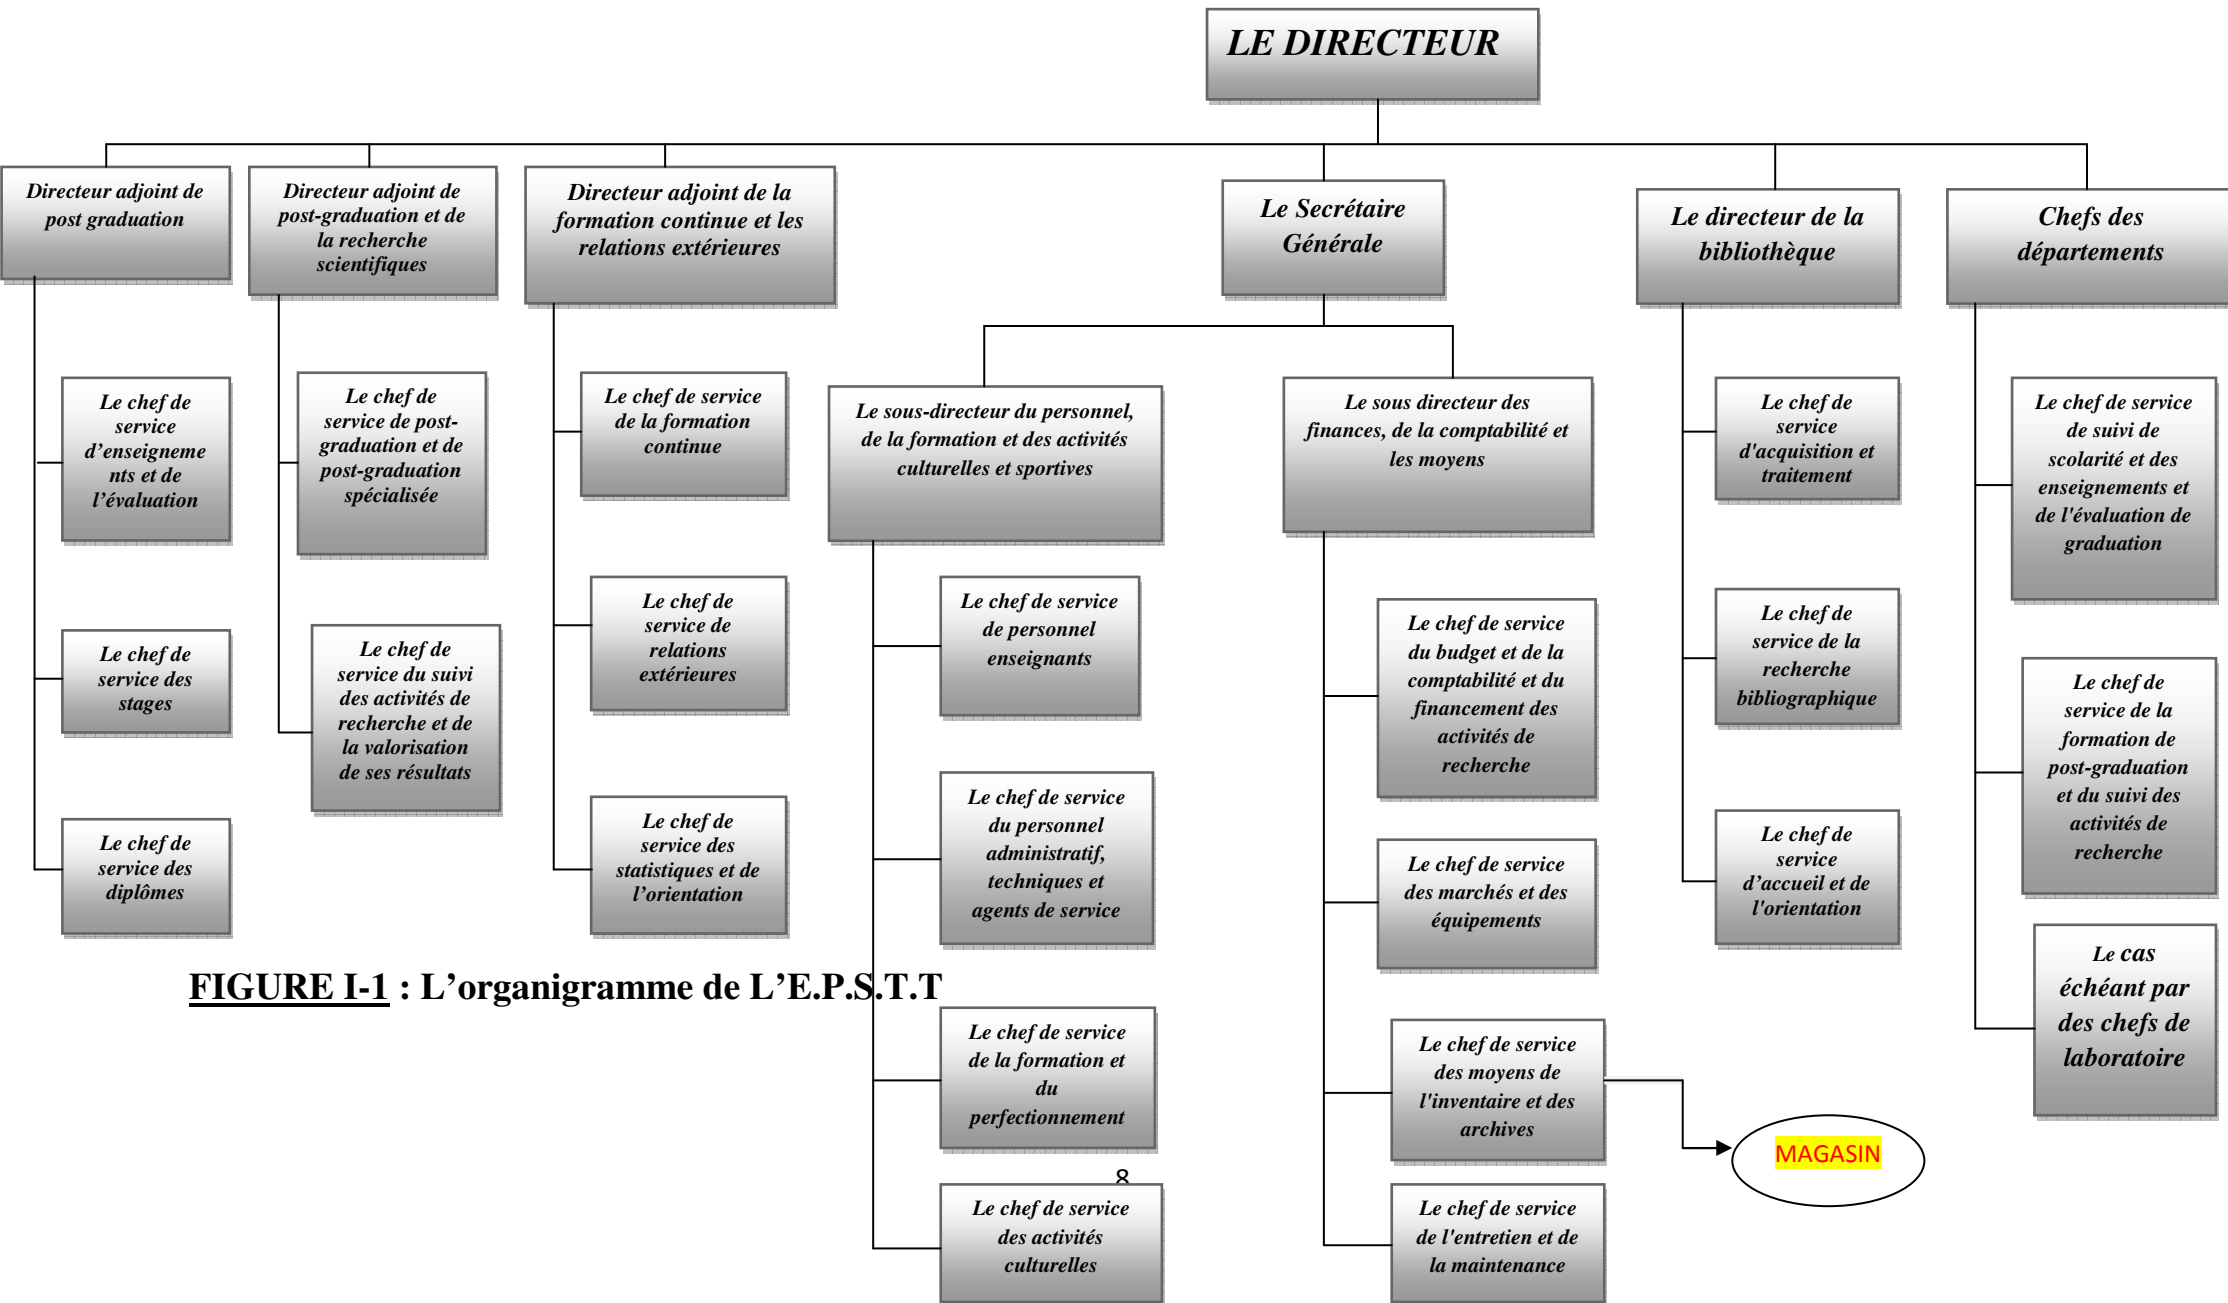 LE DIRECTEUR
Directeur adjoint de
post graduation
Directeur adjoint de
post-graduation et de
la recherche
scientifiques
Directeur adjoint de la
formation continue et les
relations extérieures
Le Secrétaire
Générale
Le directeur de la
bibliothèque
Chefs des
départements
Le chef de
service
d’enseigneme
nts et de
l’évaluation
Le chef de
service des
stages
Le chef de
service des
diplômes
Le chef de
service de post-
graduation et de
post-graduation
spécialisée
Le chef de
service du suivi
des activités de
recherche et de
la valorisation
de ses résultats
Le chef de service
de la formation
continue
Le chef de
service de
relations
extérieures
Le chef de
service des
statistiques et de
l’orientation
Le sous-directeur du personnel,
de la formation et des activités
culturelles et sportives
Le chef de service
de personnel
enseignants
Le chef de service
du personnel
administratif,
techniques et
agents de service
Le chef de service
de la formation et
du
perfectionnement
Le chef de service
des activités
culturelles
Le sous directeur des
finances, de la comptabilité et
les moyens
Le chef de service
du budget et de la
comptabilité et du
financement des
activités de
recherche
Le chef de service
des marchés et des
équipements
Le chef de service
des moyens de
l'inventaire et des
archives
Le chef de service
de l'entretien et de
la maintenance
MAGASIN
Le chef de
service
d'acquisition et
traitement
Le chef de
service de la
recherche
bibliographique
Le chef de
service
d’accueil et de
l'orientation
Le chef de service
de suivi de
scolarité et des
enseignements et
de l'évaluation de
graduation
Le chef de
service de la
formation de
post-graduation
et du suivi des
activités de
recherche
Le cas
échéant par
des chefs de
laboratoire
FIGURE I-1 : L’organigramme de L’E.P.S.T.T
8